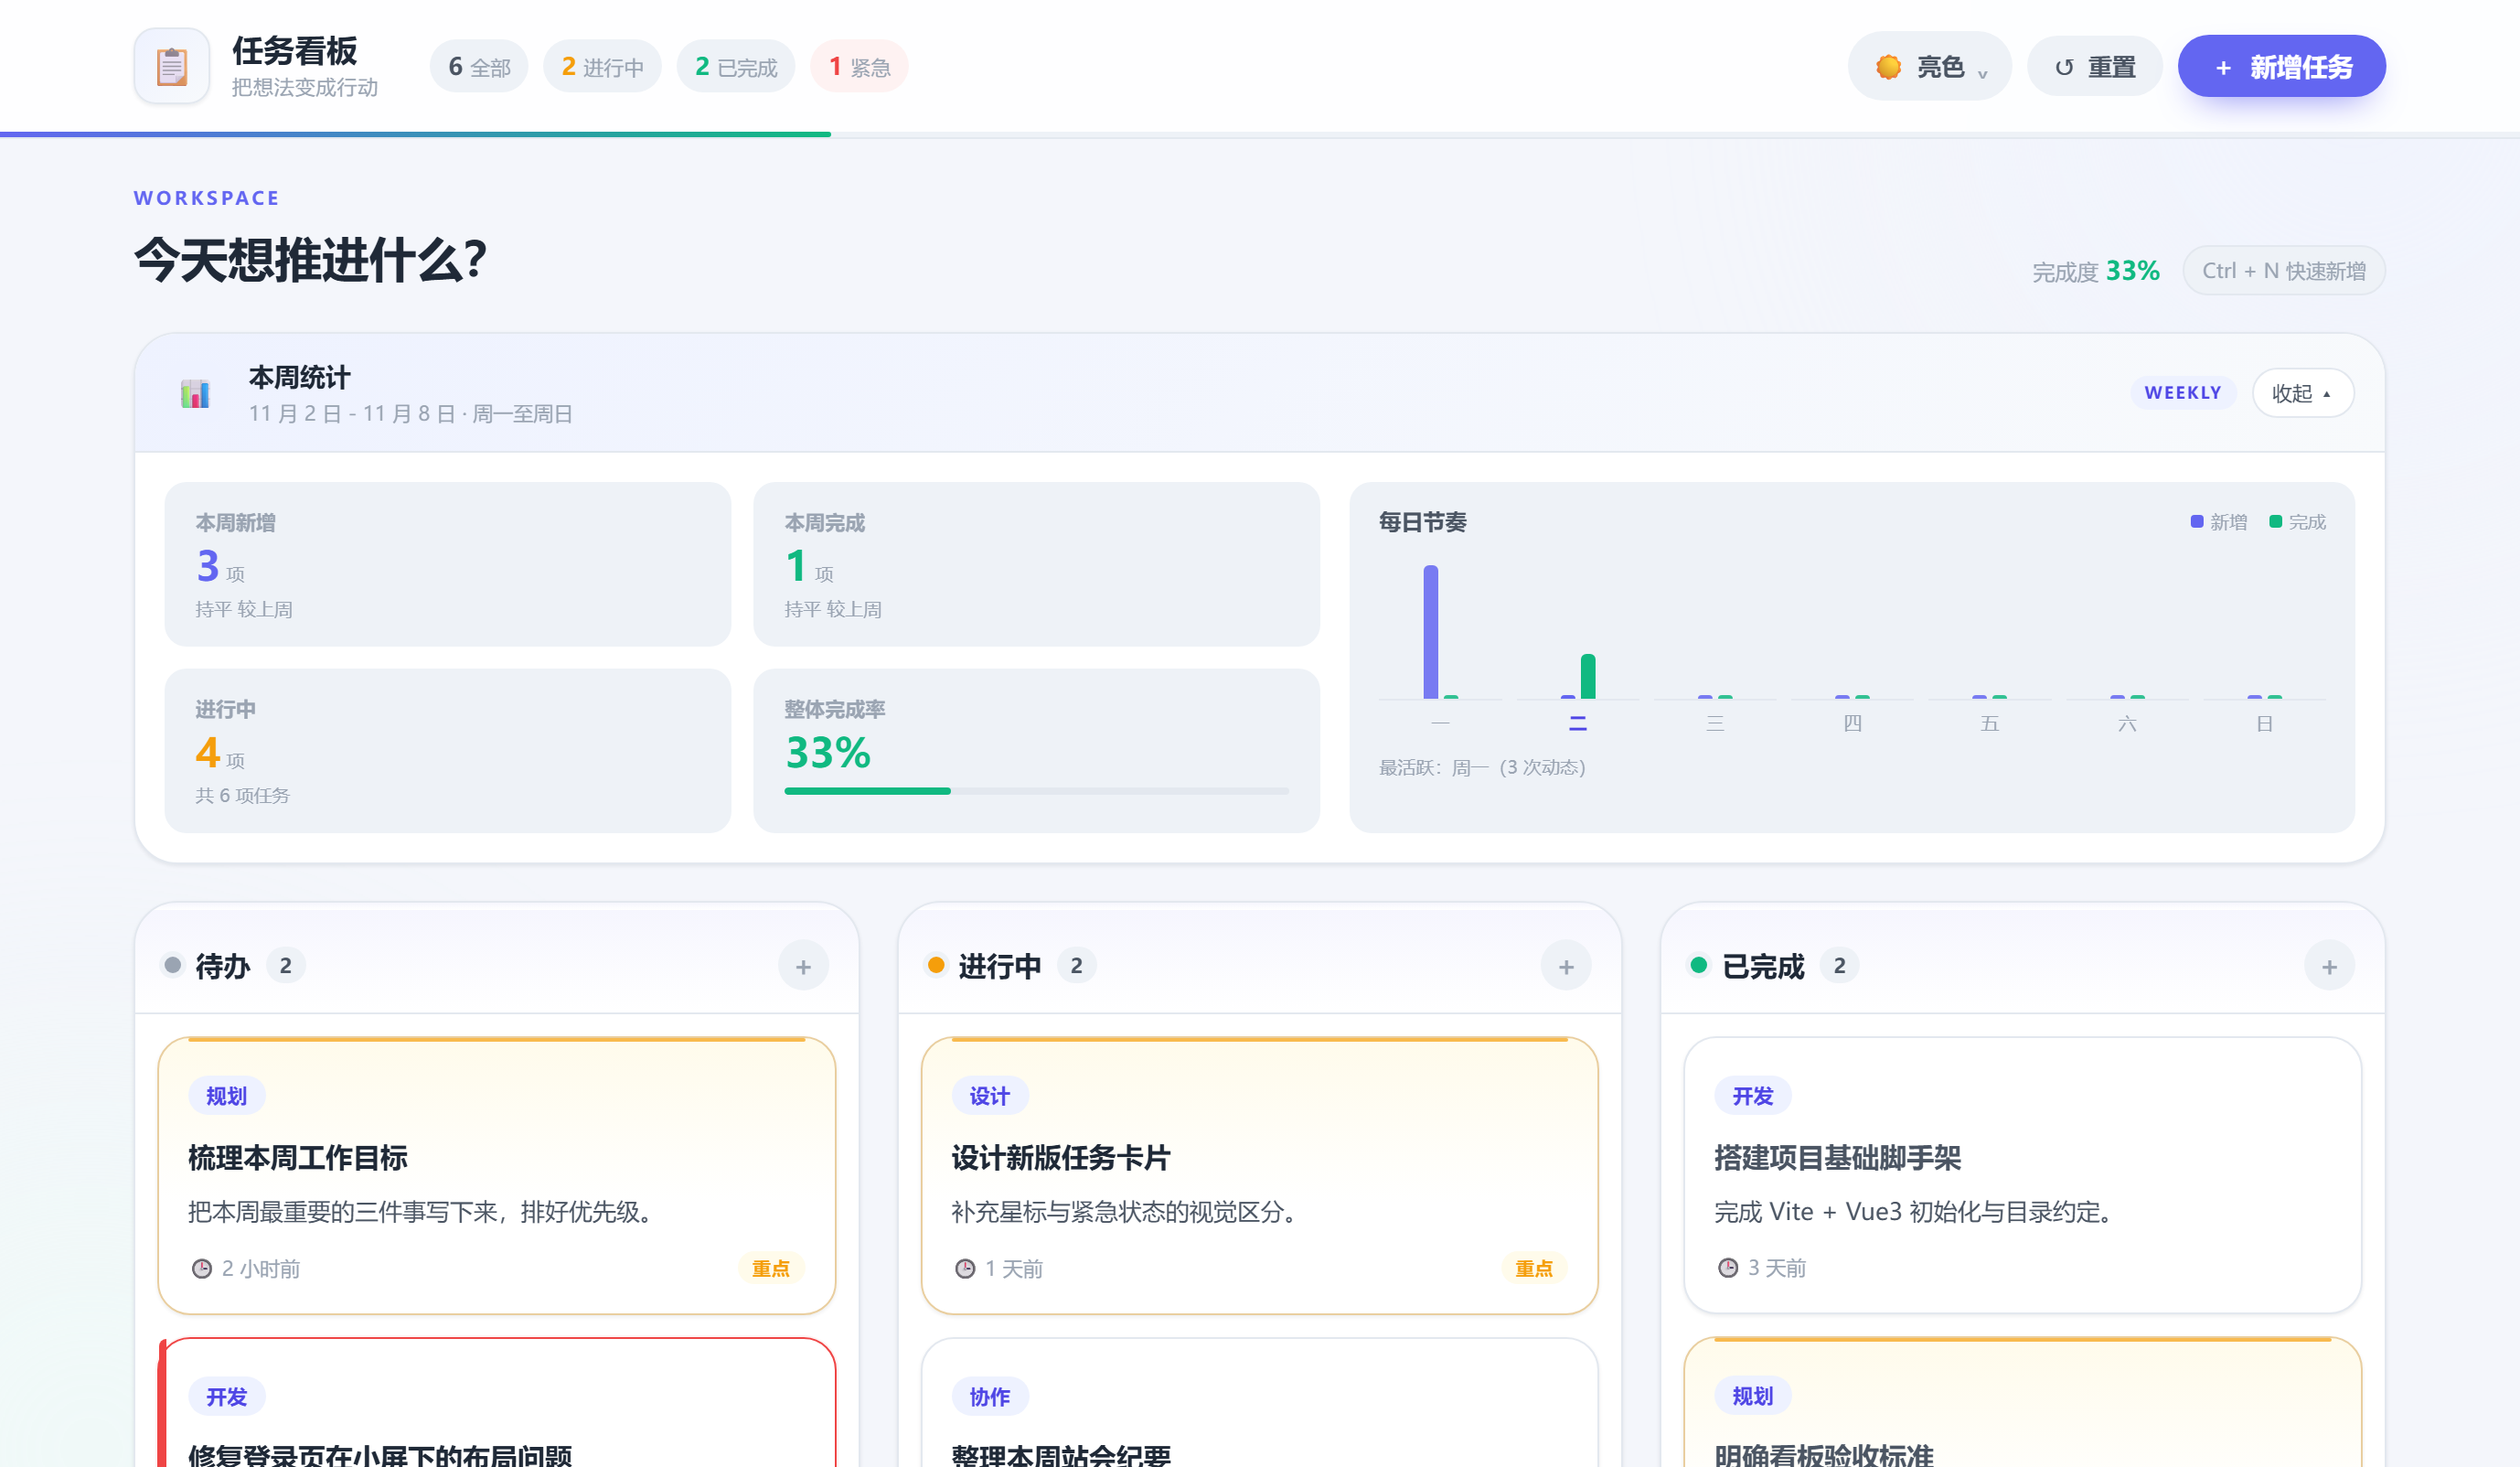 任务看板
把想法变成行动
6 全部
2 进行中
2 已完成
1 紧急
亮色
↺ 重置
+ 新增任务
WORKSPACE
今天想推进什么？
完成度 33%
Ctrl + N 快速新增
本周统计
11 月 2 日 - 11 月 8 日 · 周一至周日
WEEKLY
收起 ▲
本周新增
3 项
持平 较上周
本周完成
1 项
持平 较上周
进行中
4 项
共 6 项任务
整体完成率
33%
每日节奏
新增
完成
一 二 三 四 五 六 日
最活跃：周一（3 次动态）
待办 2 +
规划
梳理本周工作目标
把本周最重要的三件事写下来，排好优先级。
2 小时前
重点
开发
修复登录页在小屏下的布局问题
进行中 2 +
设计
设计新版任务卡片
补充星标与紧急状态的视觉区分。
1 天前
重点
协作
整理本周站会纪要
已完成 2 +
开发
搭建项目基础脚手架
完成 Vite + Vue3 初始化与目录约定。
3 天前
规划
明确看板验收标准